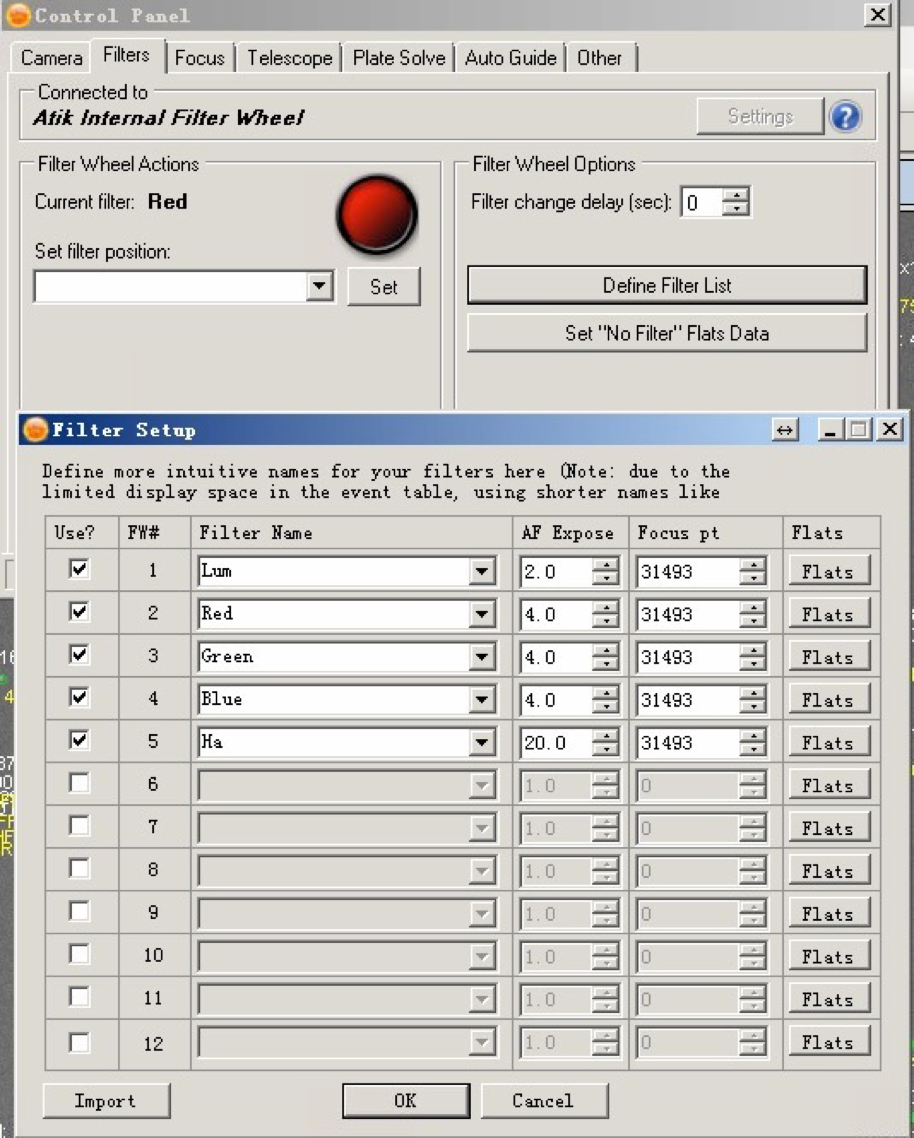 Control Panel
Camera Filters Focus Telescope Plate Solve Auto Guide Other
Connected to
Atik Internal Filter Wheel
Settings
?
Filter Wheel Actions
Current filter: Red
Set filter position:
Set
Filter Wheel Options
Filter change delay (sec): 0
Define Filter List
Set "No Filter" Flats Data
Filter Setup
Define more intuitive names for your filters here (Note: due to the
limited display space in the event table, using shorter names like
Use? FW# Filter Name AF Expose Focus pt Flats
1 Lum 2.0 31493 Flats
2 Red 4.0 31493 Flats
3 Green 4.0 31493 Flats
4 Blue 4.0 31493 Flats
5 Ha 20.0 31493 Flats
6 1.0 0 Flats
7 1.0 0 Flats
8 1.0 0 Flats
9 1.0 0 Flats
10 1.0 0 Flats
11 1.0 0 Flats
12 1.0 0 Flats
Import OK Cancel